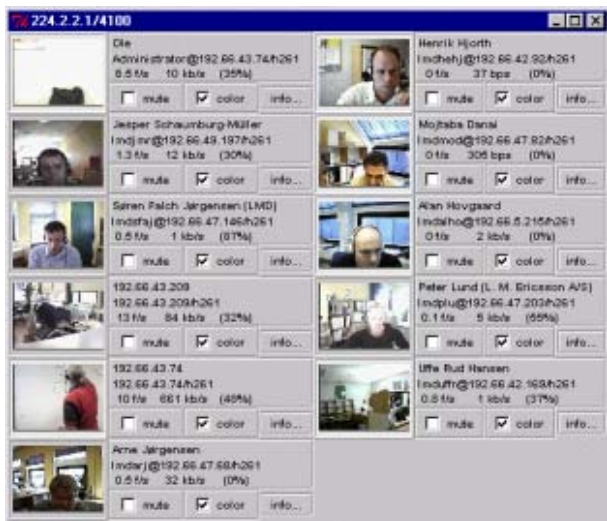 224.2.2.1/4100
Ole
Administrator@192.66.43.74/h261
8.5 f/s 10 kb/s (35%)
mute color info...
Jesper Schaumburg-Müller
lmdjmr@192.66.49.197/h261
1.3 f/s 12 kb/s (30%)
mute color info...
Søren Falch Jørgensen (LMD)
lmdsfaj@192.66.47.146/h261
0.5 f/s 1 kb/s (87%)
mute color info...
192.66.43.209
192.66.43.209/h261
13 f/s 84 kb/s (32%)
mute color info...
192.66.43.74
192.66.43.74/h261
10 f/s 661 kb/s (48%)
mute color info...
Arne Jørgensen
lmdarj@192.66.47.68/h261
0.5 f/s 32 kb/s (0%)
mute color info...
Henrik Hjorth
lmdhehj@192.66.42.92/h261
0 f/s 37 bps (0%)
mute color info...
Mojtaba Danai
lmdmod@192.66.47.82/h261
0 f/s 305 bps (0%)
mute color info...
Alan Hovgaard
lmdalho@192.66.5.215/h261
0 f/s 2 kb/s (0%)
mute color info...
Peter Lund (L. M. Ericsson A/S)
lmdplu@192.66.47.203/h261
0.1 f/s 5 kb/s (55%)
mute color info...
Uffe Rud Hansen
lmduffr@192.66.42.169/h261
0.8 f/s 1 kb/s (37%)
mute color info...